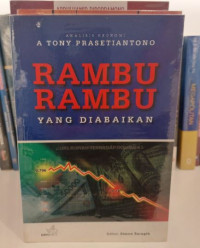 ANALISIS EKONOMI
A TONY PRASETIANTONO
RAMBU
RAMBU
YANG DIABAIKAN